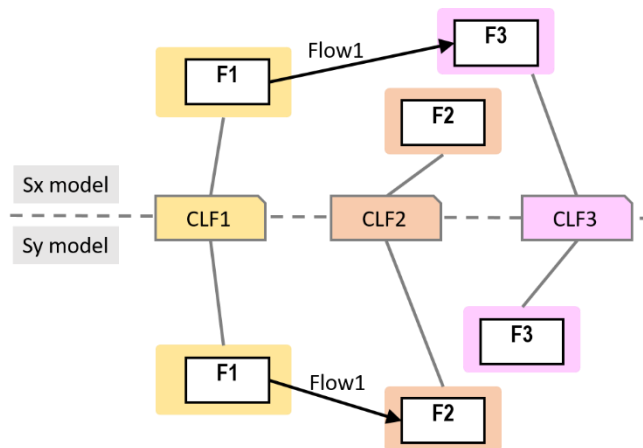 F3
Flow1
F1
F2
Sx model
CLF1
CLF2
CLF3
Sy model
F3
F1
Flow1
F2